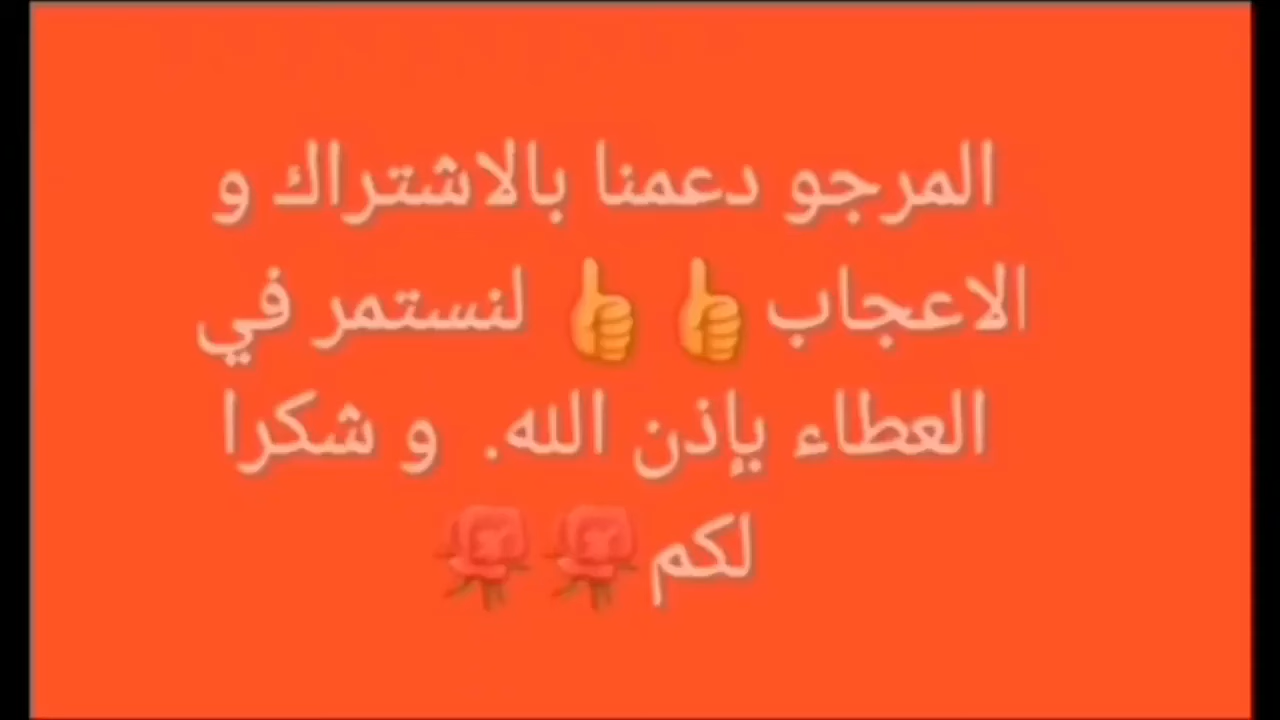 المرجو دعمنا بالاشتراك و
الاعجاب👍👍 لنستمر في
العطاء بإذن الله. و شكرا
لكم🌹🌹